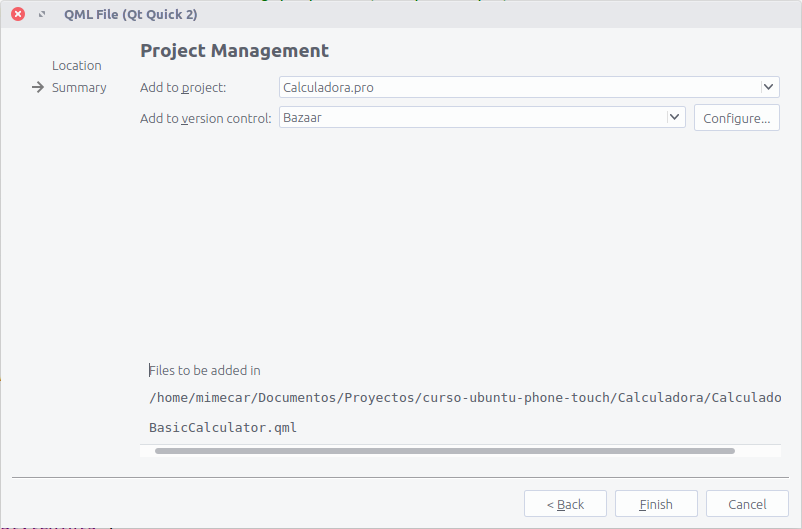 QML File (Qt Quick 2)
Project Management
Location
Summary
Add to project:
Calculadora.pro
Add to version control:
Bazaar
Configure...
Files to be added in
/home/mimecar/Documentos/Proyectos/curso-ubuntu-phone-touch/Calculadora/Calculado
BasicCalculator.qml
< Back
Finish
Cancel